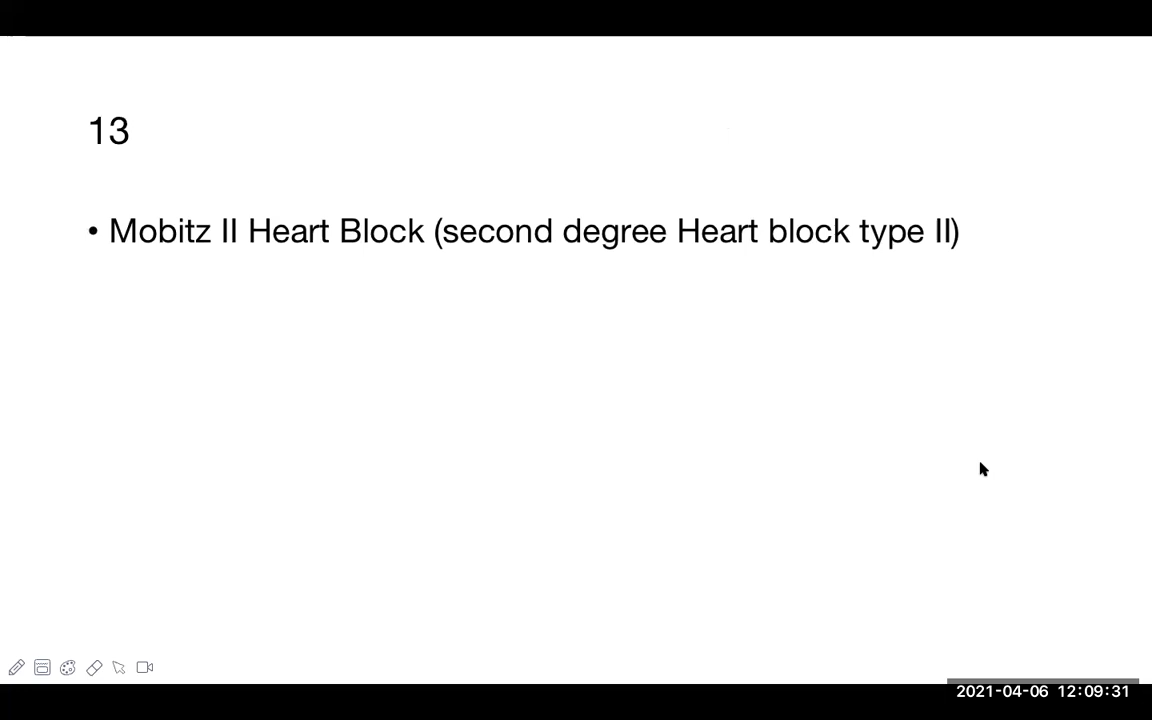 13
• Mobitz II Heart Block (second degree Heart block type II)
2021-04-06 12:09:31